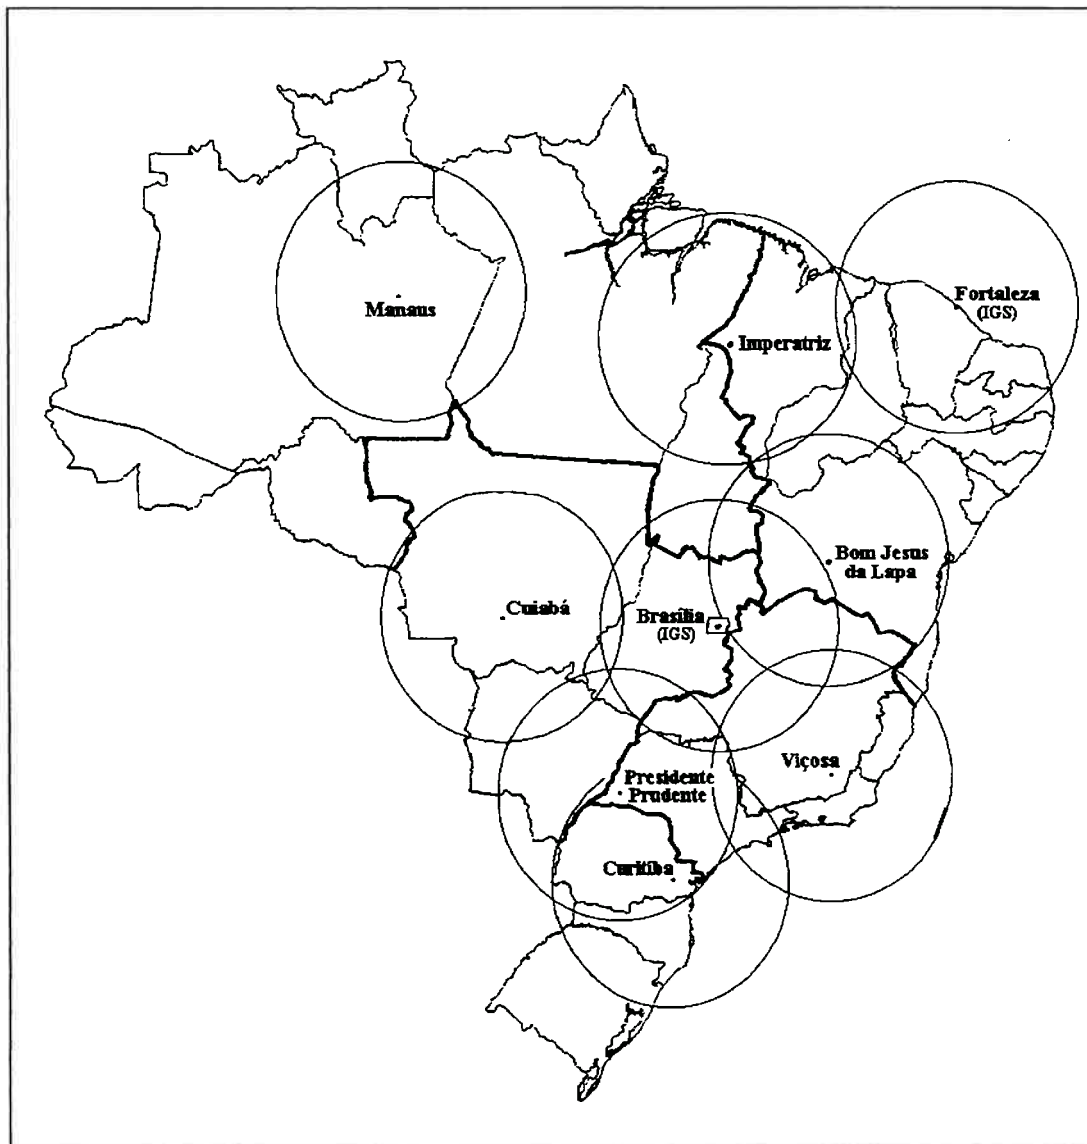 Manaus
Fortaleza
(IGS)
Imperatriz
Bom Jesus
da Lapa
Cuiabá
Brasília
(IGS)
Viçosa
Presidente
Prudente
Curitiba